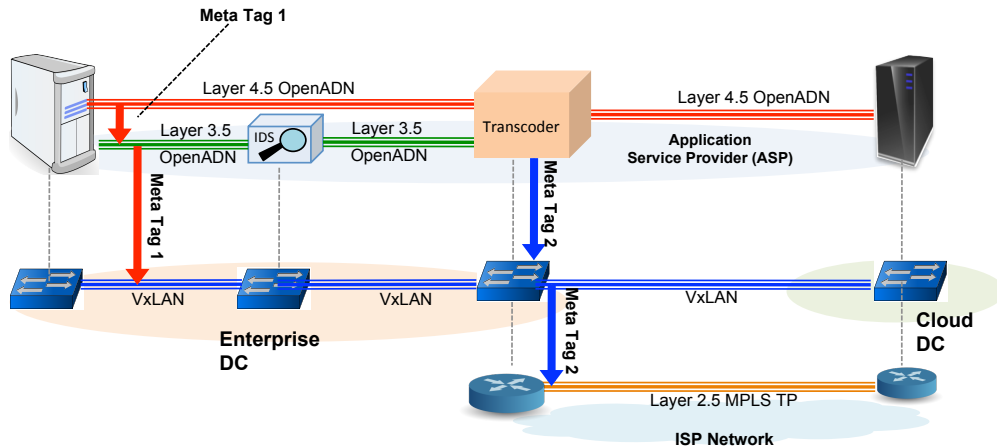 Meta Tag 1
Layer 4.5 OpenADN
Layer 4.5 OpenADN
Layer 3.5
OpenADN
IDS
Layer 3.5
OpenADN
Transcoder
Application
Service Provider (ASP)
Meta Tag 1
Meta Tag 2
VxLAN
VxLAN
VxLAN
Enterprise
DC
Cloud
DC
Meta Tag 2
Layer 2.5 MPLS TP
ISP Network